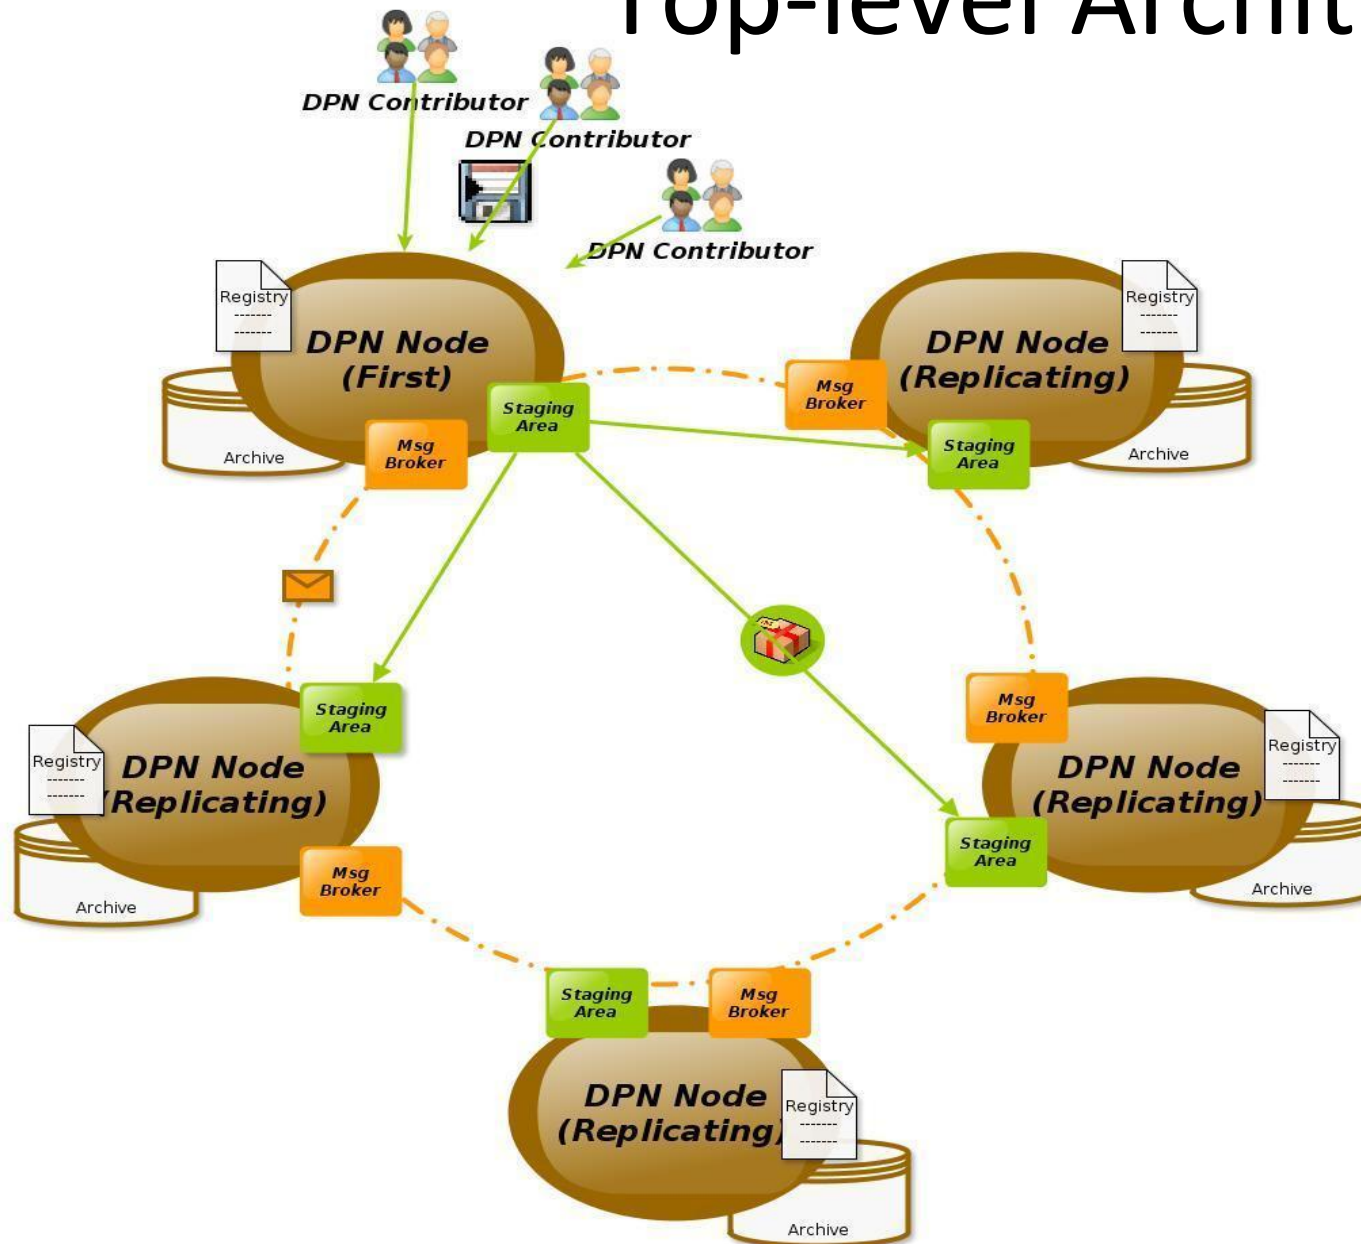 Top-level Archit
DPN Contributor
DPN Contributor
DPN Contributor
Registry
-------
-------
DPN Node
(First)
Archive
Msg
Broker
Staging
Area
Registry
-------
-------
DPN Node
(Replicating)
Msg
Broker
Staging
Area
Archive
Staging
Area
Registry
-------
-------
DPN Node
(Replicating)
Msg
Broker
Archive
Msg
Broker
Registry
-------
-------
DPN Node
(Replicating)
Staging
Area
Archive
Staging
Area
Msg
Broker
DPN Node
(Replicating)
Registry
-------
-------
Archive